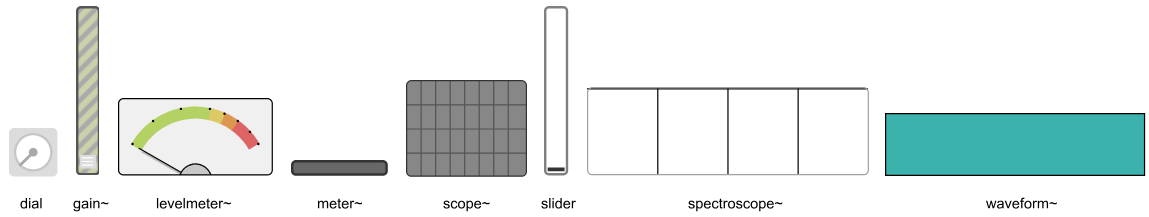 dial gain~ levelmeter~ meter~ scope~ slider spectroscope~ waveform~